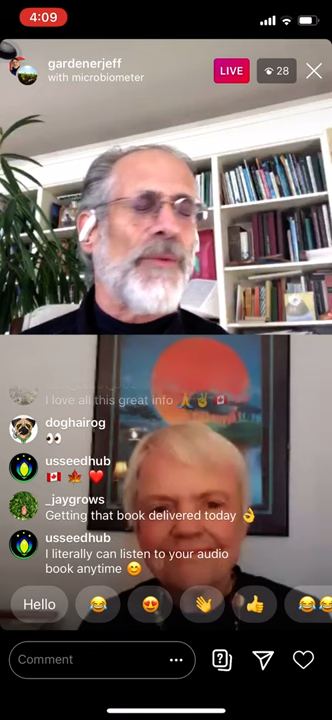 4:09
gardenerjeff
with microbiometer
LIVE
28
I love all this great info 🙏✌️🇨🇦
doghairog
👀
usseedhub
🇨🇦 🍁 ❤️
_jaygrows
Getting that book delivered today 👌
usseedhub
I literally can listen to your audio
book anytime 😊
Hello 😂 😍 👋 👍 😂😂
Comment